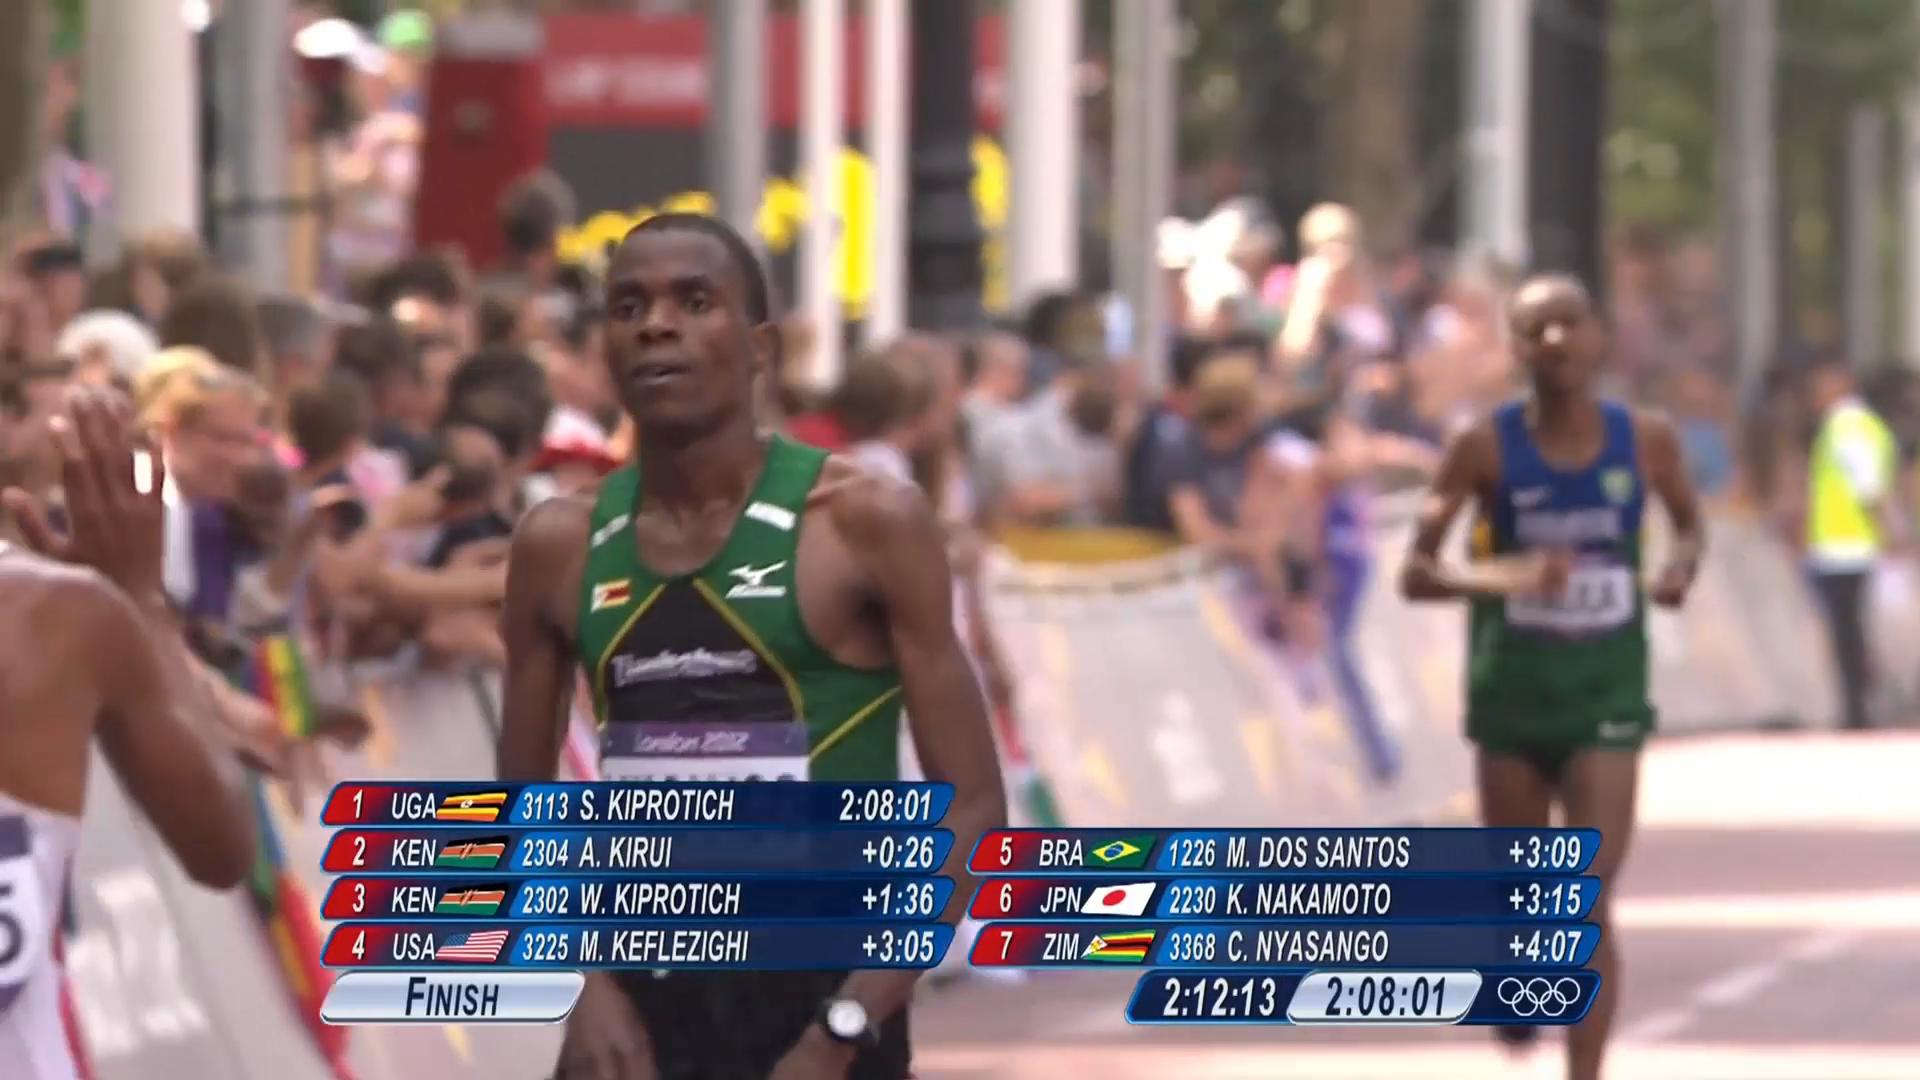 London 2012
1 UGA 3113 S. KIPROTICH 2:08:01
2 KEN 2304 A. KIRUI +0:26
3 KEN 2302 W. KIPROTICH +1:36
4 USA 3225 M. KEFLEZIGHI +3:05
5 BRA 1226 M. DOS SANTOS +3:09
6 JPN 2230 K. NAKAMOTO +3:15
7 ZIM 3368 C. NYASANGO +4:07
FINISH
2:12:13 2:08:01